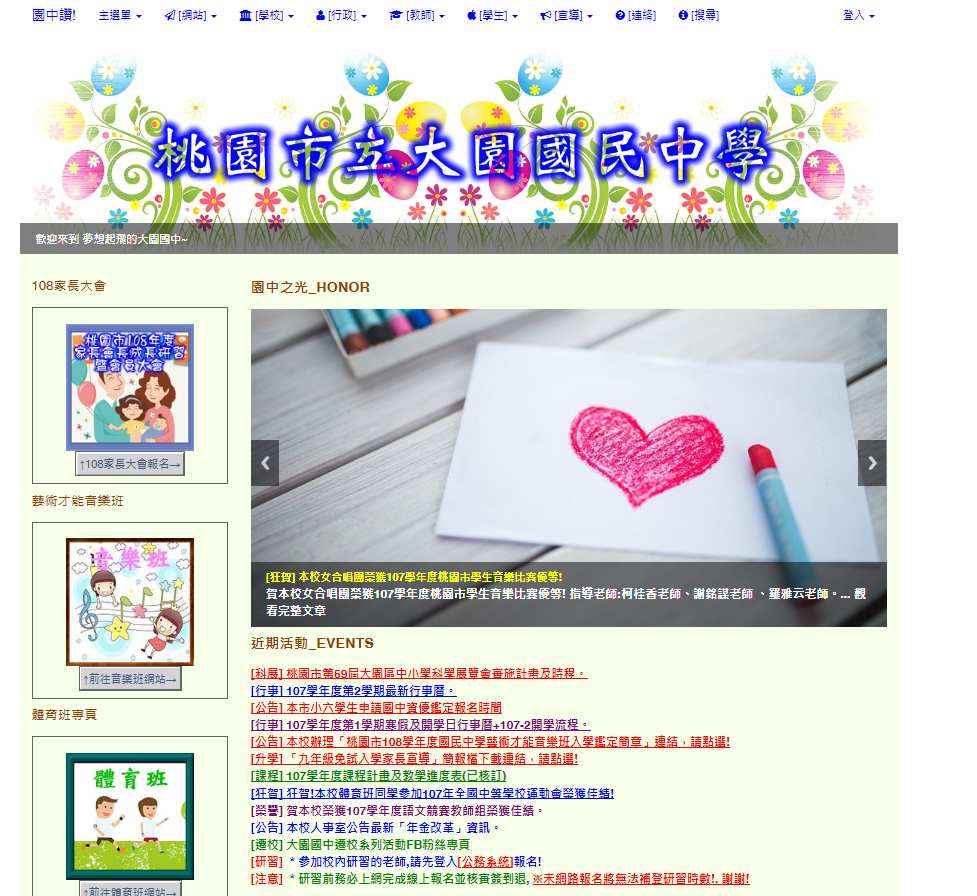 園中讚! 主選單 [網站] [學校] [行政] [教師] [學生] [宣導] [連絡] [搜尋] 登入
桃園市立大園國民中學
歡迎來到 夢想起飛的大園國中~
108家長大會
桃園市108年度
家長會長成長研習
暨會員大會
↑108家長大會報名→
藝術才能音樂班
音樂班
↑前往音樂班網站→
體育班專頁
體育班
↑前往體育班網站→
園中之光_HONOR
[狂賀] 本校女合唱團榮獲107學年度桃園市學生音樂比賽優等!
賀本校女合唱團榮獲107學年度桃園市學生音樂比賽優等! 指導老師:柯桂香老師、謝銘謀老師 、羅雅云老師。... 觀
看完整文章
近期活動_EVENTS
[科展] 桃園市第59屆大園區中小學科學展覽會實施計畫及時程。
[行事] 107學年度第2學期最新行事曆。
[公告] 本市小六學生申請國中資優鑑定報名時間
[行事] 107學年度第1學期寒假及開學日行事曆+107-2開學流程。
[公告] 本校辦理「桃園市108學年度國民中學藝術才能音樂班入學鑑定簡章」連結，請點選!
[升學] 「九年級免試入學家長宣導」簡報檔下載連結，請點選!
[課程] 107年度課程計畫及教學進度表(已核訂)
[狂賀] 狂賀!本校體育班同學參加107年全國中等學校運動會榮獲佳績!
[榮譽] 賀本校榮獲107學年度語文競賽教師組榮獲佳績。
[公告] 本校人事室公告最新「年金改革」資訊。
[遷校] 大園國中遷校系列活動FB粉絲專頁
[研習] * 參加校內研習的老師,請先登入[公務系統]報名!
[注意] * 研習前務必上網完成線上報名並核實簽到退, ※未網路報名將無法補登研習時數!, 謝謝!